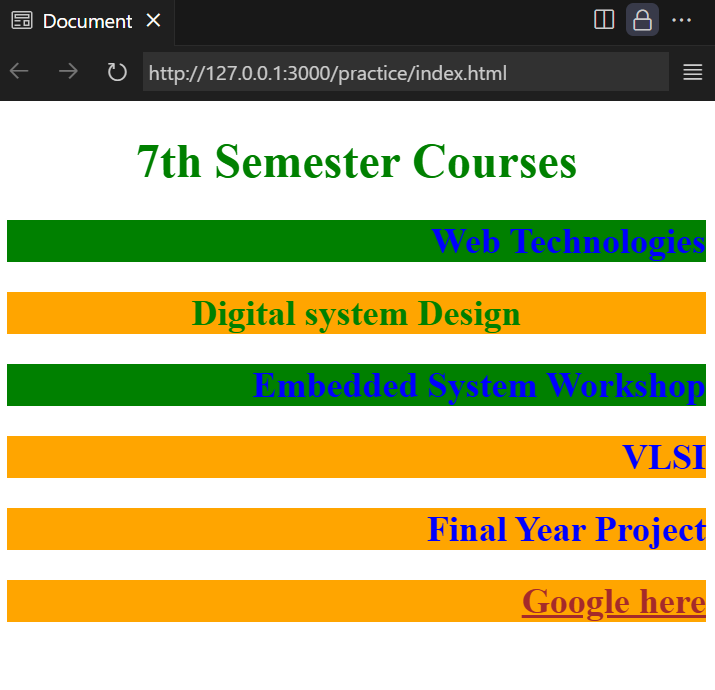 Document
http://127.0.0.1:3000/practice/index.html
7th Semester Courses
Web Technologies
Digital system Design
Embedded System Workshop
VLSI
Final Year Project
Google here